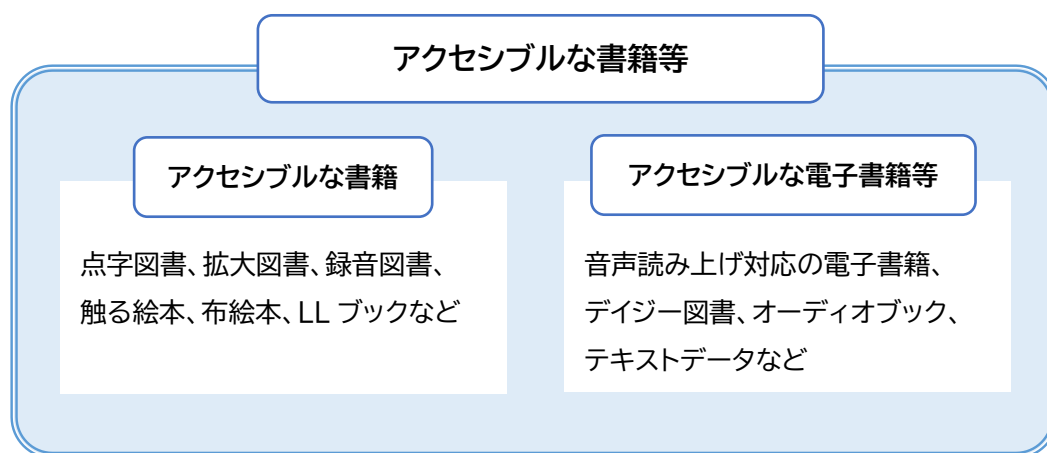 アクセシブルな書籍等
アクセシブルな書籍
点字図書、拡大図書、録音図書、
触る絵本、布絵本、LL ブックなど
アクセシブルな電子書籍等
音声読み上げ対応の電子書籍、
デイジー図書、オーディオブック、
テキストデータなど